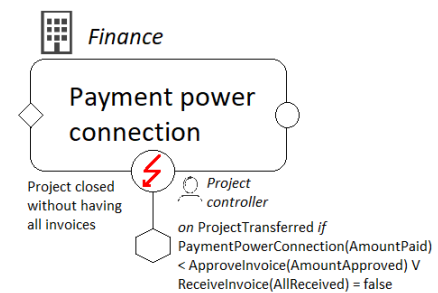 Finance
Payment power
connection
Project closed
without having
all invoices
Project
controller
on ProjectTransferred if
PaymentPowerConnection(AmountPaid)
< ApproveInvoice(AmountApproved) V
ReceiveInvoice(AllReceived) = false